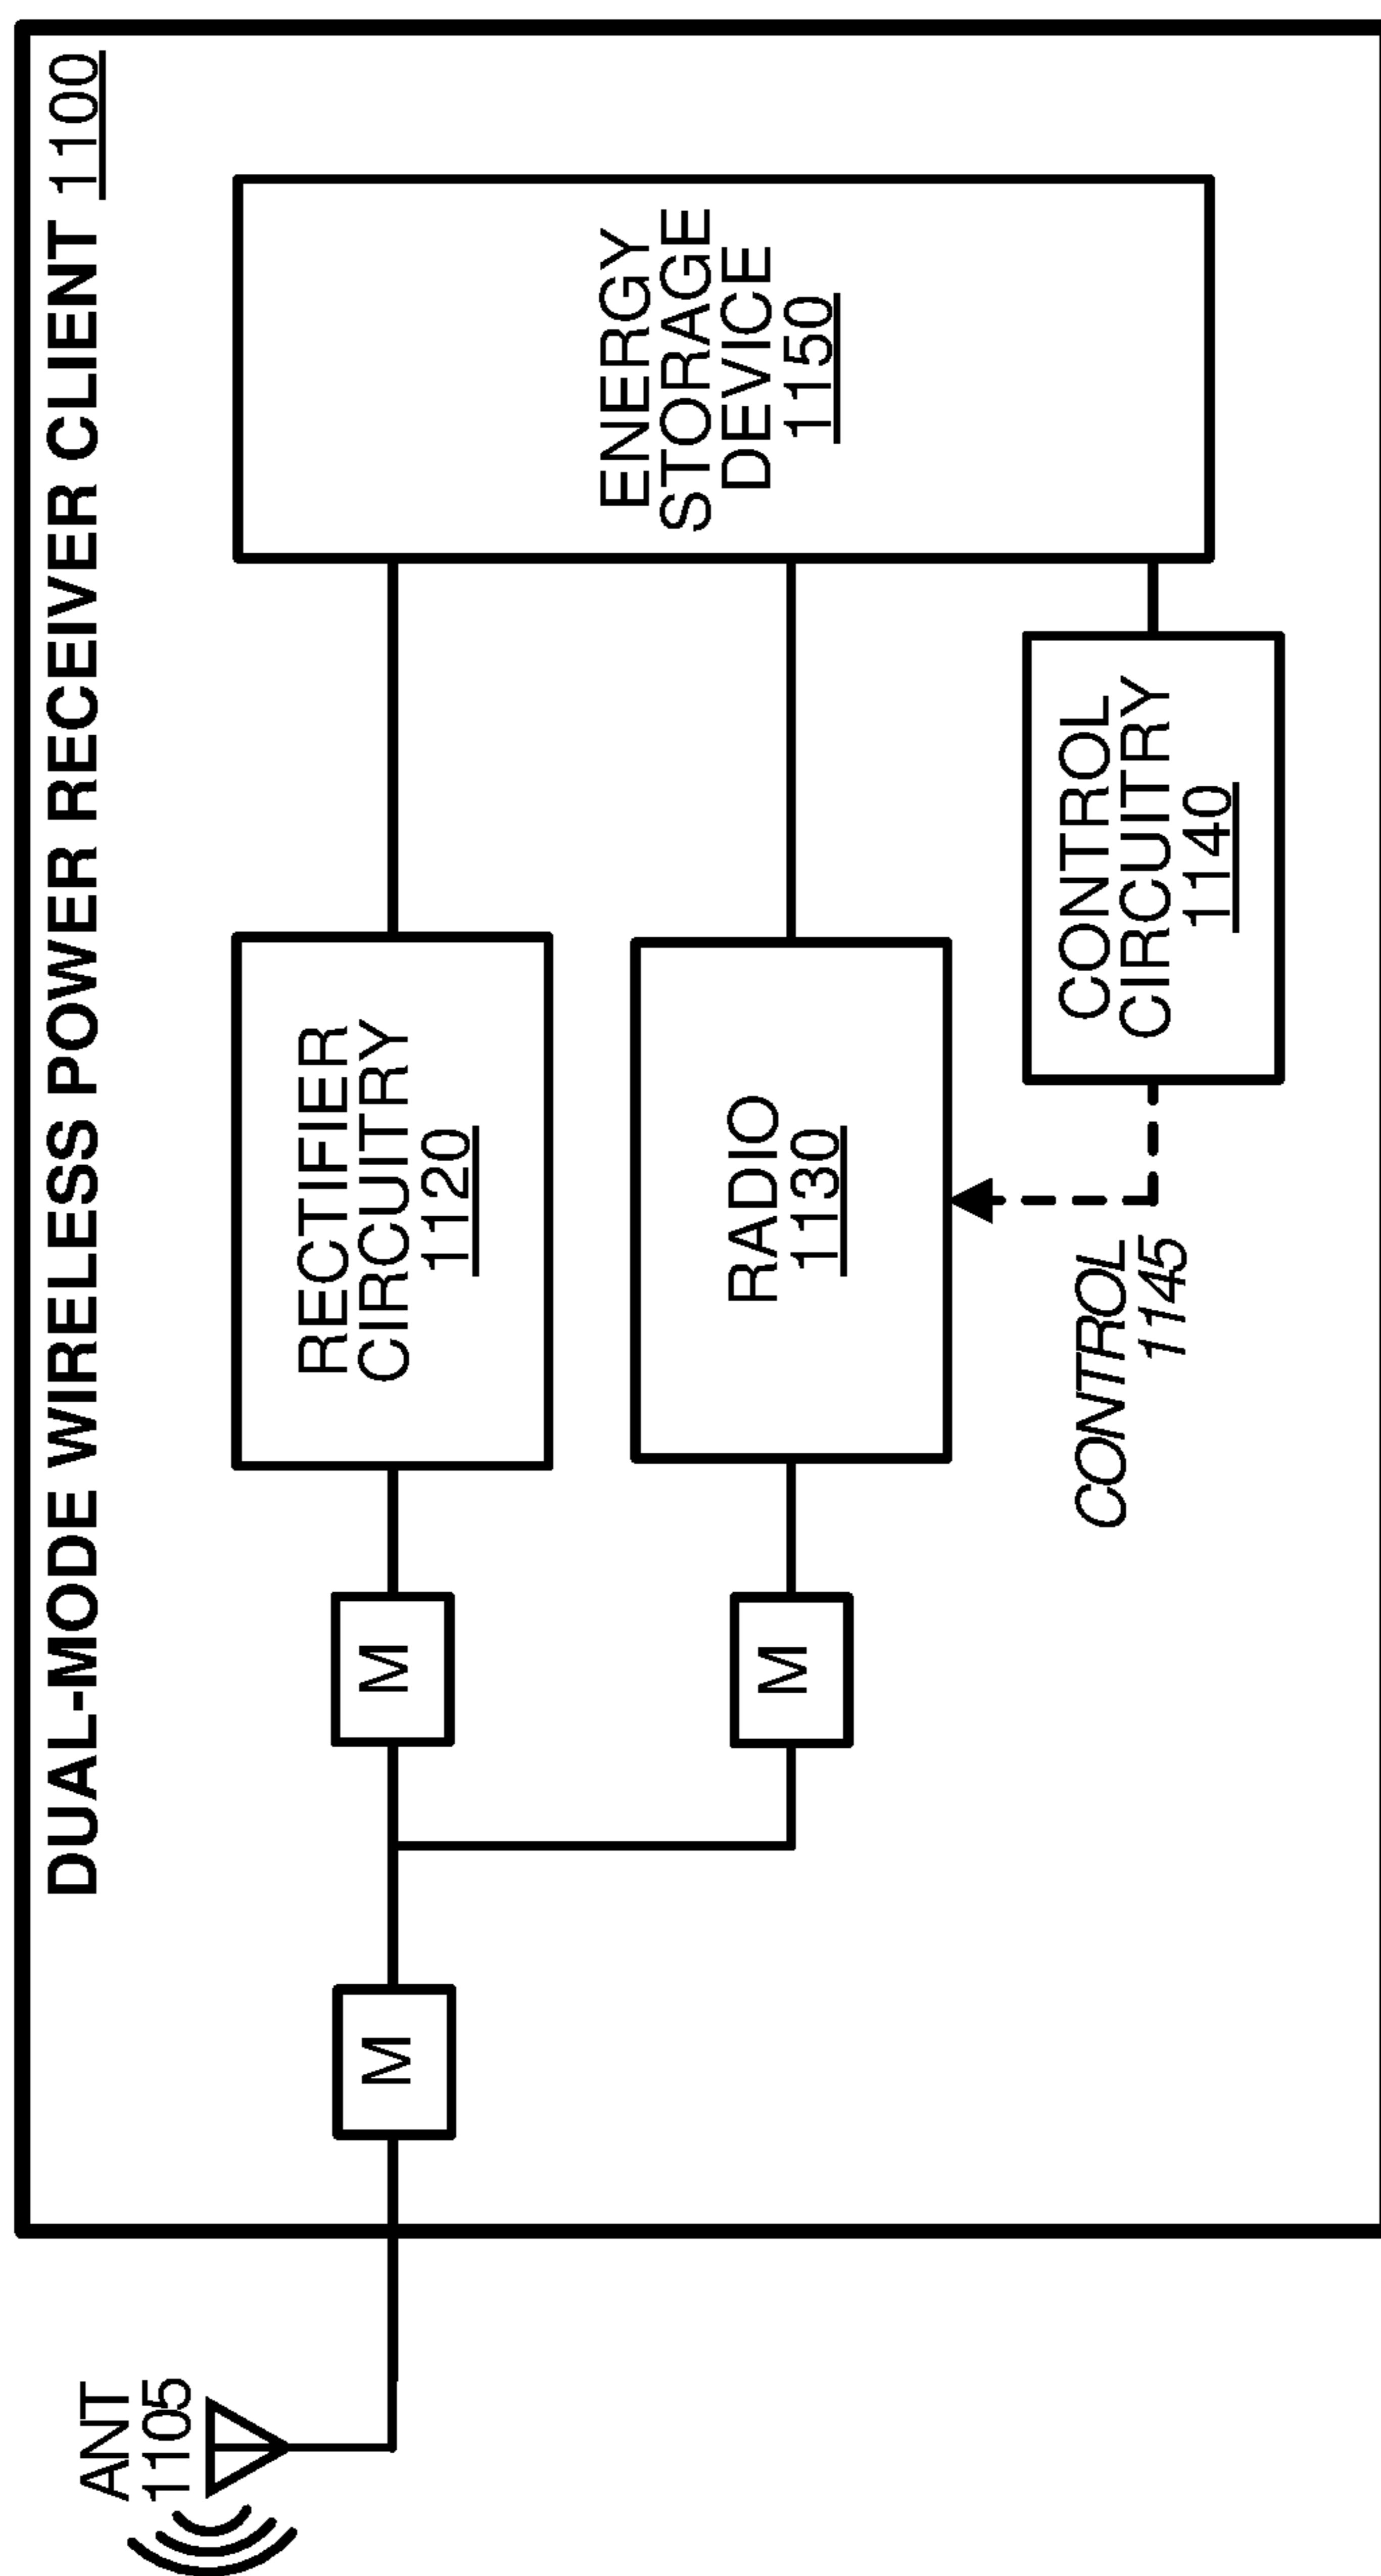 DUAL-MODE WIRELESS POWER RECEIVER CLIENT 1100
ANT
1105
M
M
RECTIFIER
CIRCUITRY
1120
M
RADIO
1130
ENERGY
STORAGE
DEVICE
1150
CONTROL
1145
CONTROL
CIRCUITRY
1140